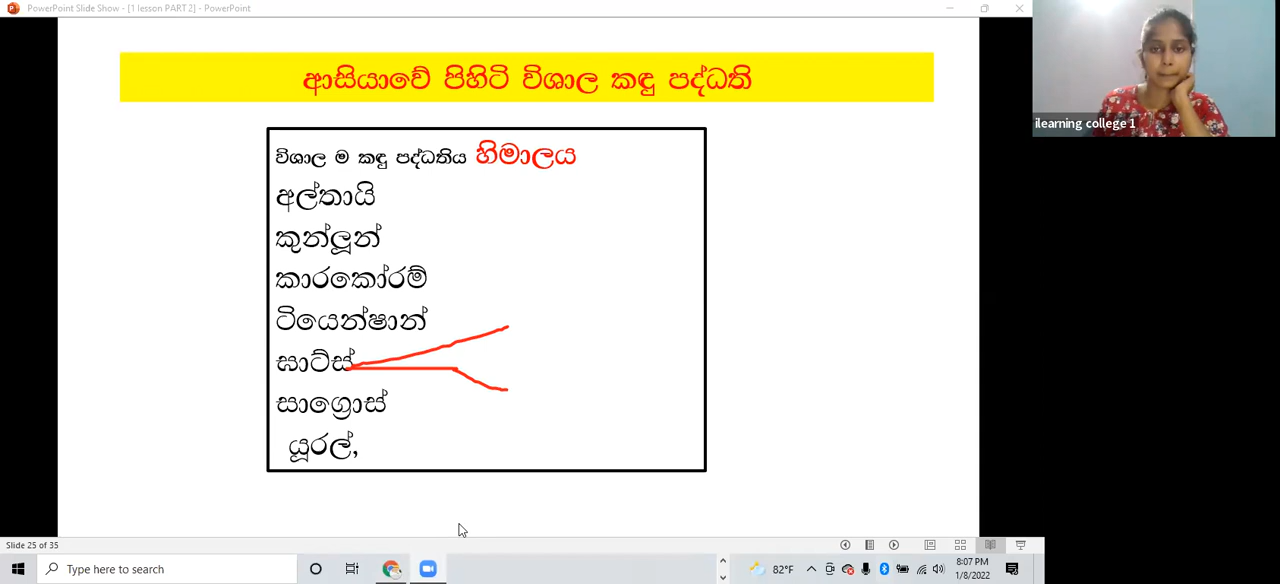 PowerPoint Slide Show - [1 lesson PART 2] - PowerPoint
ආසියාවේ පිහිටි විශාල කඳු පද්ධති
විශාල ම කඳු පද්ධතිය හිමාලය
අල්තායි
කුන්ලූන්
කාරකෝරම්
ටියෙන්ෂාන්
ඝාට්ස්
සාග්‍රොස්
යූරල්,
ilearning college 1
Slide 25 of 35
Type here to search
82°F
8:07 PM
1/8/2022